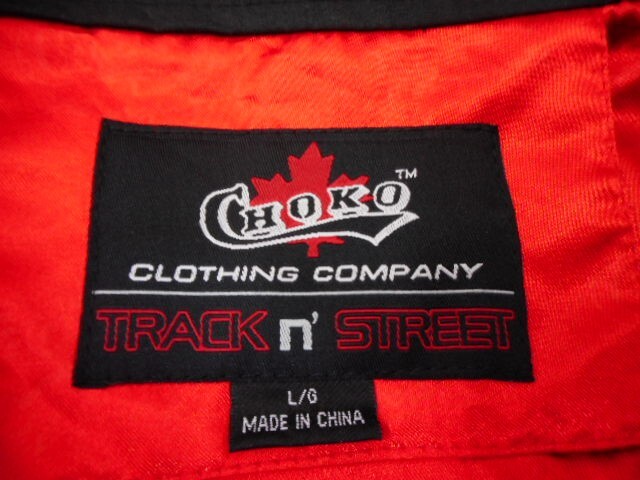 CHOKO™
CLOTHING COMPANY
TRACK n' STREET
L/G
MADE IN CHINA